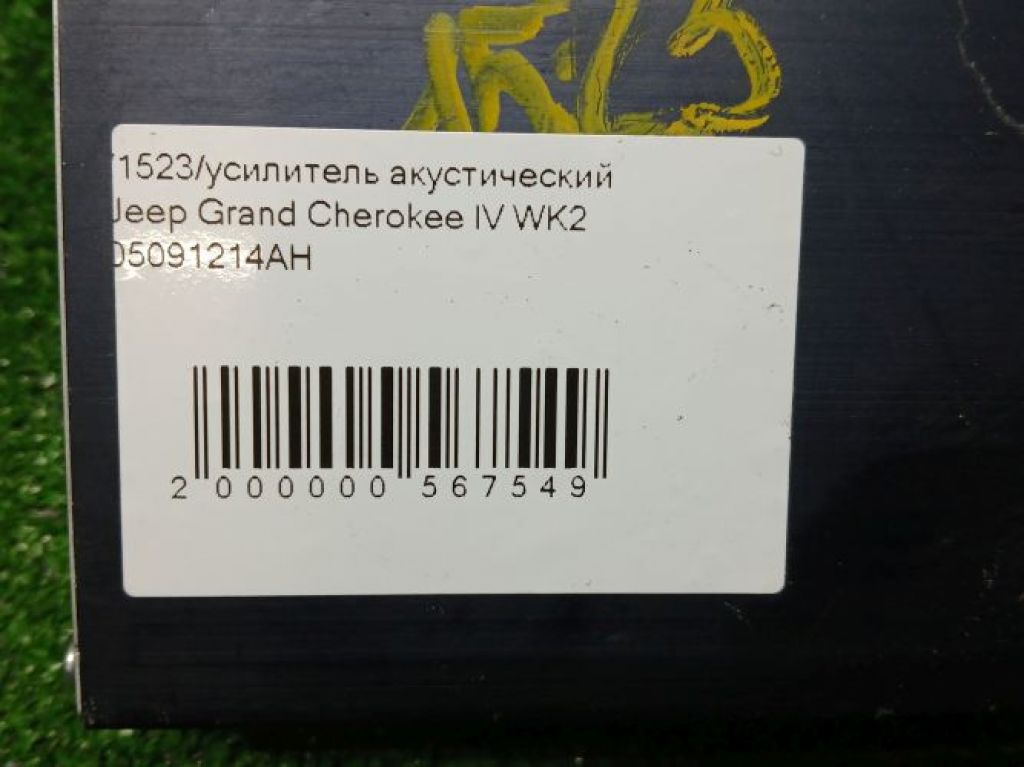 1523/усилитель акустический
Jeep Grand Cherokee IV WK2
05091214AH
2 000000 567549